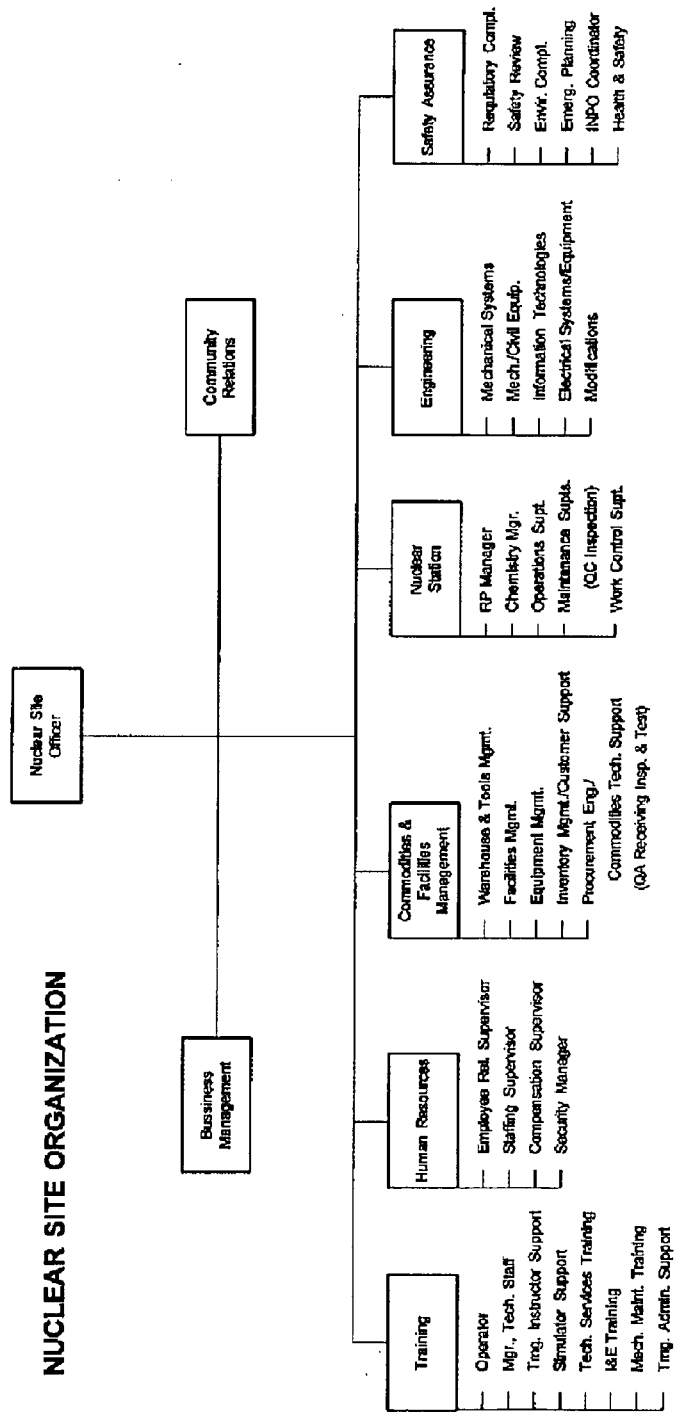 NUCLEAR SITE ORGANIZATION
Nuclear Site
Officer
Bussiness
Management
Community
Relations
Training
Operator
Mgr., Tech. Staff
Trng. Instructor Support
Simulator Support
Tech. Services Training
I&E Training
Mech. Maint. Training
Trng. Admin. Support
Human Resources
Employee Rel. Supervisor
Staffing Supervisor
Compensation Supervisor
Security Manager
Commodities &
Facilities
Management
Warehouse & Tools Mgmt.
Facilities Mgmt.
Equipment Mgmt.
Inventory Mgmt./Customer Support
Procurement Eng./
Commodities Tech. Support
(QA Receiving Insp. & Test)
Nuclear
Station
RP Manager
Chemistry Mgr.
Operations Supt.
Maintenance Supts.
(QC Inspection)
Work Control Supt.
Engineering
Mechanical Systems
Mech./Civil Equip.
Information Technologies
Electrical Systems/Equipment
Modifications
Safety Assurance
Regulatory Compl.
Safety Review
Envir. Compl.
Emerg. Planning
INPO Coordinator
Health & Safety